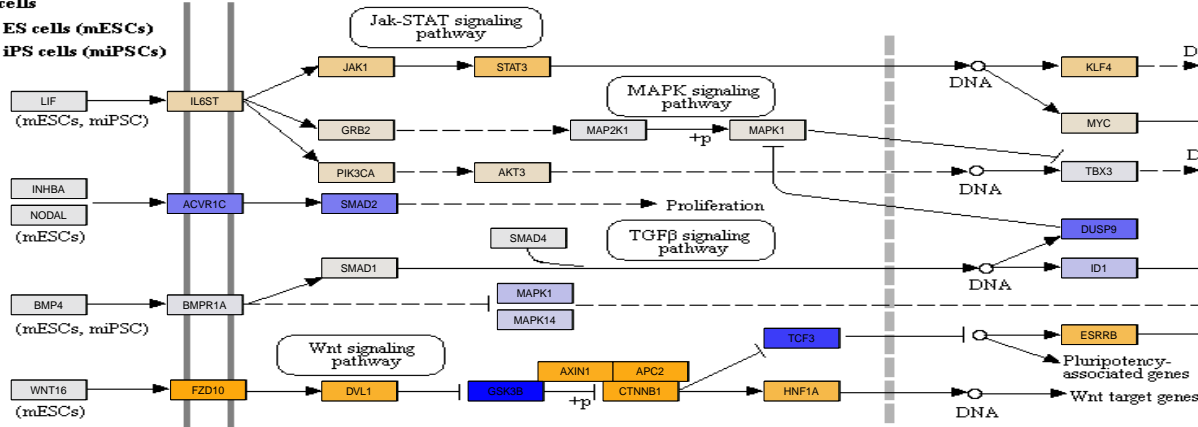 cells
ES cells (mESCs)
iPS cells (miPSCs)
Jak-STAT signaling
pathway
JAK1
STAT3
KLF4
D
DNA
LIF
(mESCs, miPSC)
IL6ST
MAPK signaling
pathway
GRB2
MAP2K1
+p
MAPK1
MYC
PIK3CA
AKT3
DNA
TBX3
D
INHBA
NODAL
(mESCs)
ACVR1C
SMAD2
Proliferation
SMAD4
TGFβ signaling
pathway
DUSP9
SMAD1
DNA
ID1
BMP4
(mESCs, miPSC)
BMPR1A
MAPK1
MAPK14
Wnt signaling
pathway
TCF3
ESRRB
Pluripotency-
associated genes
AXIN1
APC2
WNT16
(mESCs)
FZD10
DVL1
GSK3B
+p
CTNNB1
HNF1A
DNA
Wnt target genes